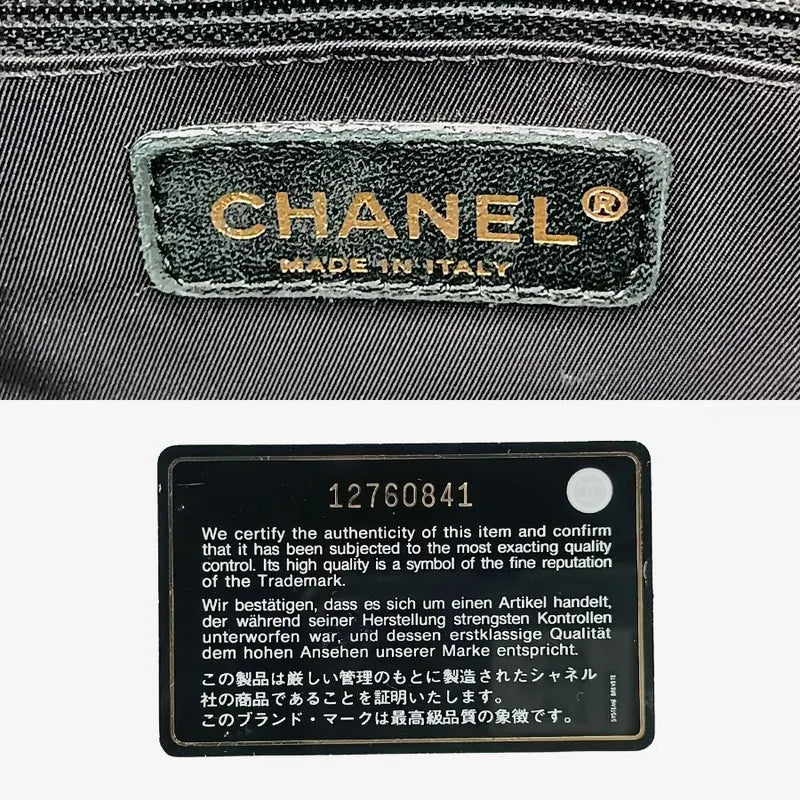 CHANEL®
MADE IN ITALY
12760841
We certify the authenticity of this item and confirm
that it has been subjected to the most exacting quality
control. Its high quality is a symbol of the fine reputation
of the Trademark.
Wir bestätigen, dass es sich um einen Artikel handelt,
der während seiner Herstellung strengsten Kontrollen
unterworfen war, und dessen erstklassige Qualität
dem hohen Ansehen unserer Marke entspricht.
この製品は厳しい管理のもとに製造されたシャネル
社の商品であることを証明いたします。
このブランド・マークは最高級品質の象徴です。
SYSTEME BREVETE